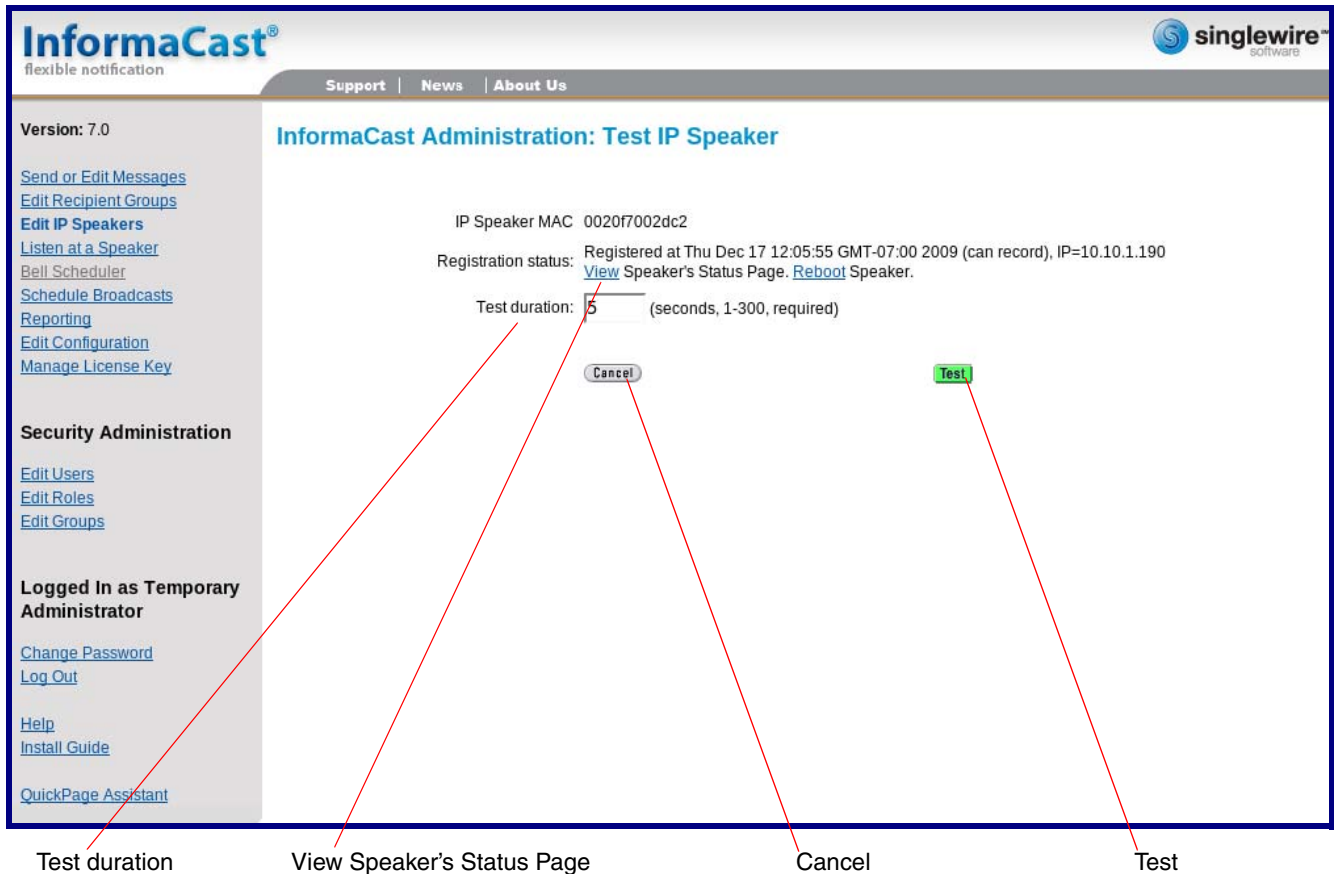 InformaCast®
flexible notification
singlewire™
software
Support | News | About Us
Version: 7.0
Send or Edit Messages
Edit Recipient Groups
Edit IP Speakers
Listen at a Speaker
Bell Scheduler
Schedule Broadcasts
Reporting
Edit Configuration
Manage License Key
Security Administration
Edit Users
Edit Roles
Edit Groups
Logged In as Temporary
Administrator
Change Password
Log Out
Help
Install Guide
QuickPage Assistant
InformaCast Administration: Test IP Speaker
IP Speaker MAC 0020f7002dc2
Registration status: Registered at Thu Dec 17 12:05:55 GMT-07:00 2009 (can record), IP=10.10.1.190
View Speaker's Status Page. Reboot Speaker.
Test duration: 5 (seconds, 1-300, required)
Cancel Test
Test duration View Speaker’s Status Page Cancel Test